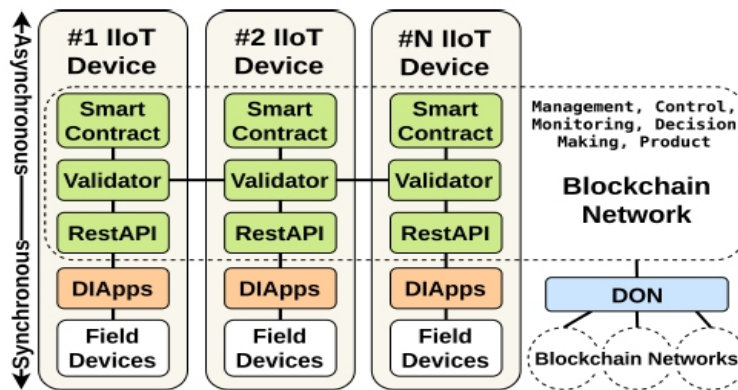 Asynchronous
Synchronous
#1 IIoT
Device
Smart
Contract
Validator
RestAPI
DIApps
Field
Devices
#2 IIoT
Device
Smart
Contract
Validator
RestAPI
DIApps
Field
Devices
#N IIoT
Device
Smart
Contract
Validator
RestAPI
DIApps
Field
Devices
Management, Control,
Monitoring, Decision
Making, Product
Blockchain
Network
DON
Blockchain Networks